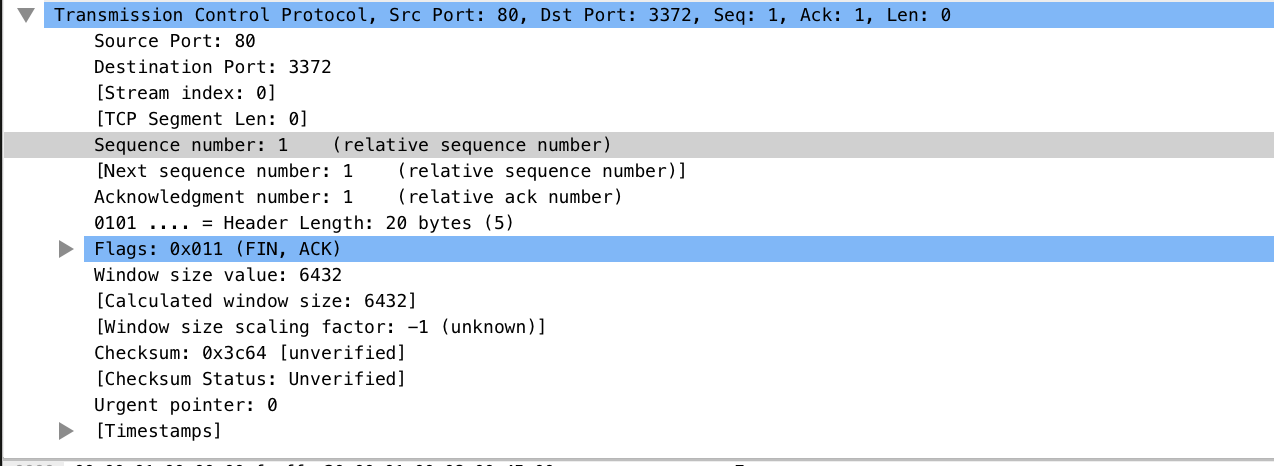 Transmission Control Protocol, Src Port: 80, Dst Port: 3372, Seq: 1, Ack: 1, Len: 0
Source Port: 80
Destination Port: 3372
[Stream index: 0]
[TCP Segment Len: 0]
Sequence number: 1    (relative sequence number)
[Next sequence number: 1    (relative sequence number)]
Acknowledgment number: 1    (relative ack number)
0101 .... = Header Length: 20 bytes (5)
Flags: 0x011 (FIN, ACK)
Window size value: 6432
[Calculated window size: 6432]
[Window size scaling factor: -1 (unknown)]
Checksum: 0x3c64 [unverified]
[Checksum Status: Unverified]
Urgent pointer: 0
[Timestamps]